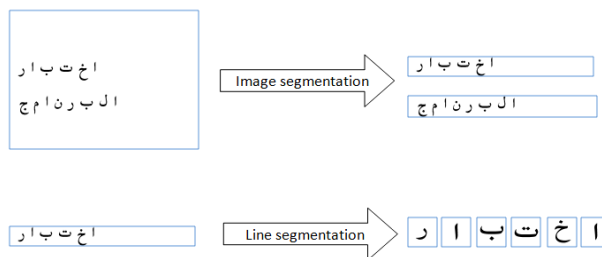 ا خ ت ب ا ر
ا ل ب ر ن ا م ج
Image segmentation
ا خ ت ب ا ر
ا ل ب ر ن ا م ج
ا خ ت ب ا ر
Line segmentation
ا خ ت ب ا ر